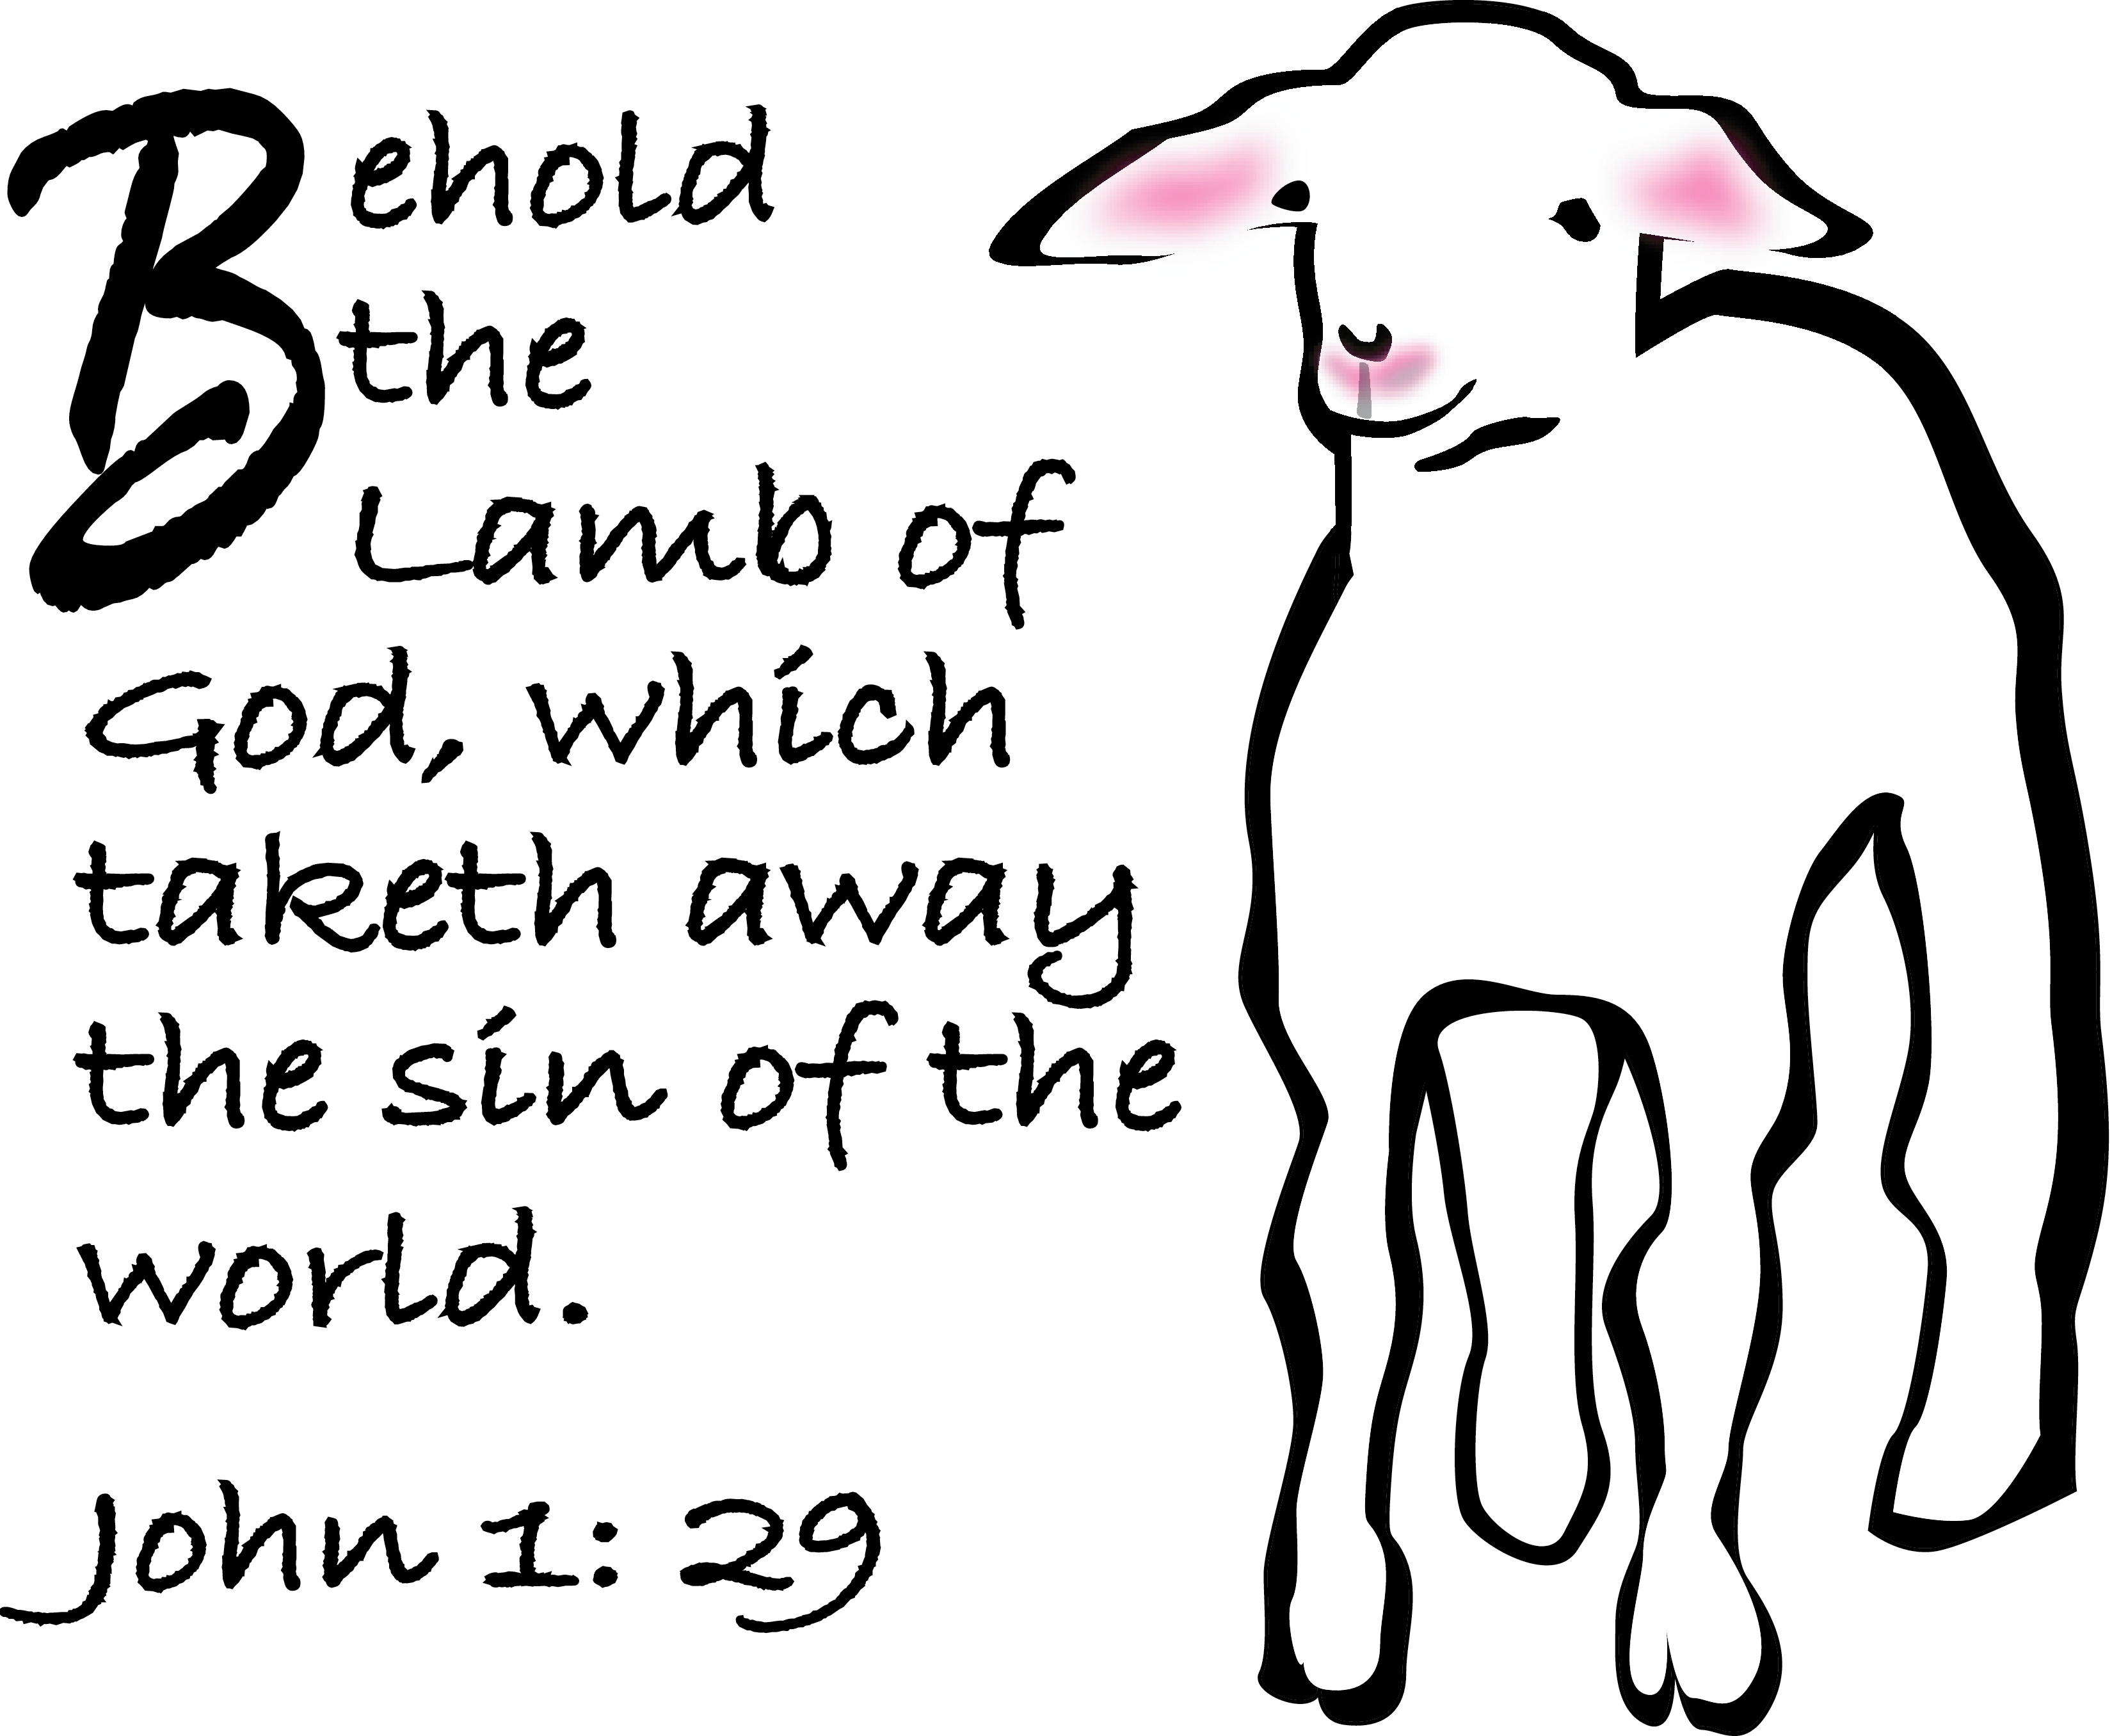 Behold
the
Lamb of
God, which
taketh away
the sin of the
world.
John 1:29